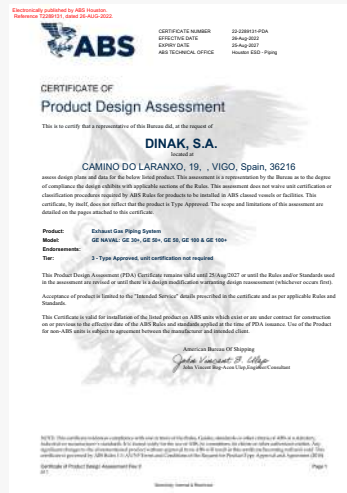 Electronically published by ABS Houston.
Reference T2289131, dated 26-AUG-2022.
ABS
CERTIFICATE NUMBER 22-2289131-PDA
EFFECTIVE DATE 26-Aug-2022
EXPIRY DATE 25-Aug-2027
ABS TECHNICAL OFFICE Houston ESD - Piping
CERTIFICATE OF
Product Design Assessment
This is to certify that a representative of this Bureau did, at the request of
DINAK, S.A.
located at
CAMINO DO LARANXO, 19, , VIGO, Spain, 36216
assess design plans and data for the below listed product. This assessment is a representation by the Bureau as to the degree
of compliance the design exhibits with applicable sections of the Rules. This assessment does not waive unit certification or
classification procedures required by ABS Rules for products to be installed in ABS classed vessels or facilities. This
certificate, by itself, does not reflect that the product is Type Approved. The scope and limitations of this assessment are
detailed on the pages attached to this certificate.
Product: Exhaust Gas Piping System
Model: GE NAVAL: GE 30+, GE 50+, GE 50, GE 100 & GE 100+
Endorsements:
Tier: 3 - Type Approved, unit certification not required
This Product Design Assessment (PDA) Certificate remains valid until 25/Aug/2027 or until the Rules and/or Standards used
in the assessment are revised or until there is a design modification warranting design reassessment (whichever occurs first).
Acceptance of product is limited to the "Intended Service" details prescribed in the certificate and as per applicable Rules and
Standards.
This Certificate is valid for installation of the listed product on ABS units which exist or are under contract for construction
on or previous to the effective date of the ABS Rules and standards applied at the time of PDA issuance. Use of the Product
for non-ABS units is subject to agreement between the manufacturer and intended client.
American Bureau Of Shipping
John Vincent B. Ulep
John Vincent Bog-Acon Ulep,Engineer/Consultant
Certificate of Product Design Assessment Rev 0 Page 1